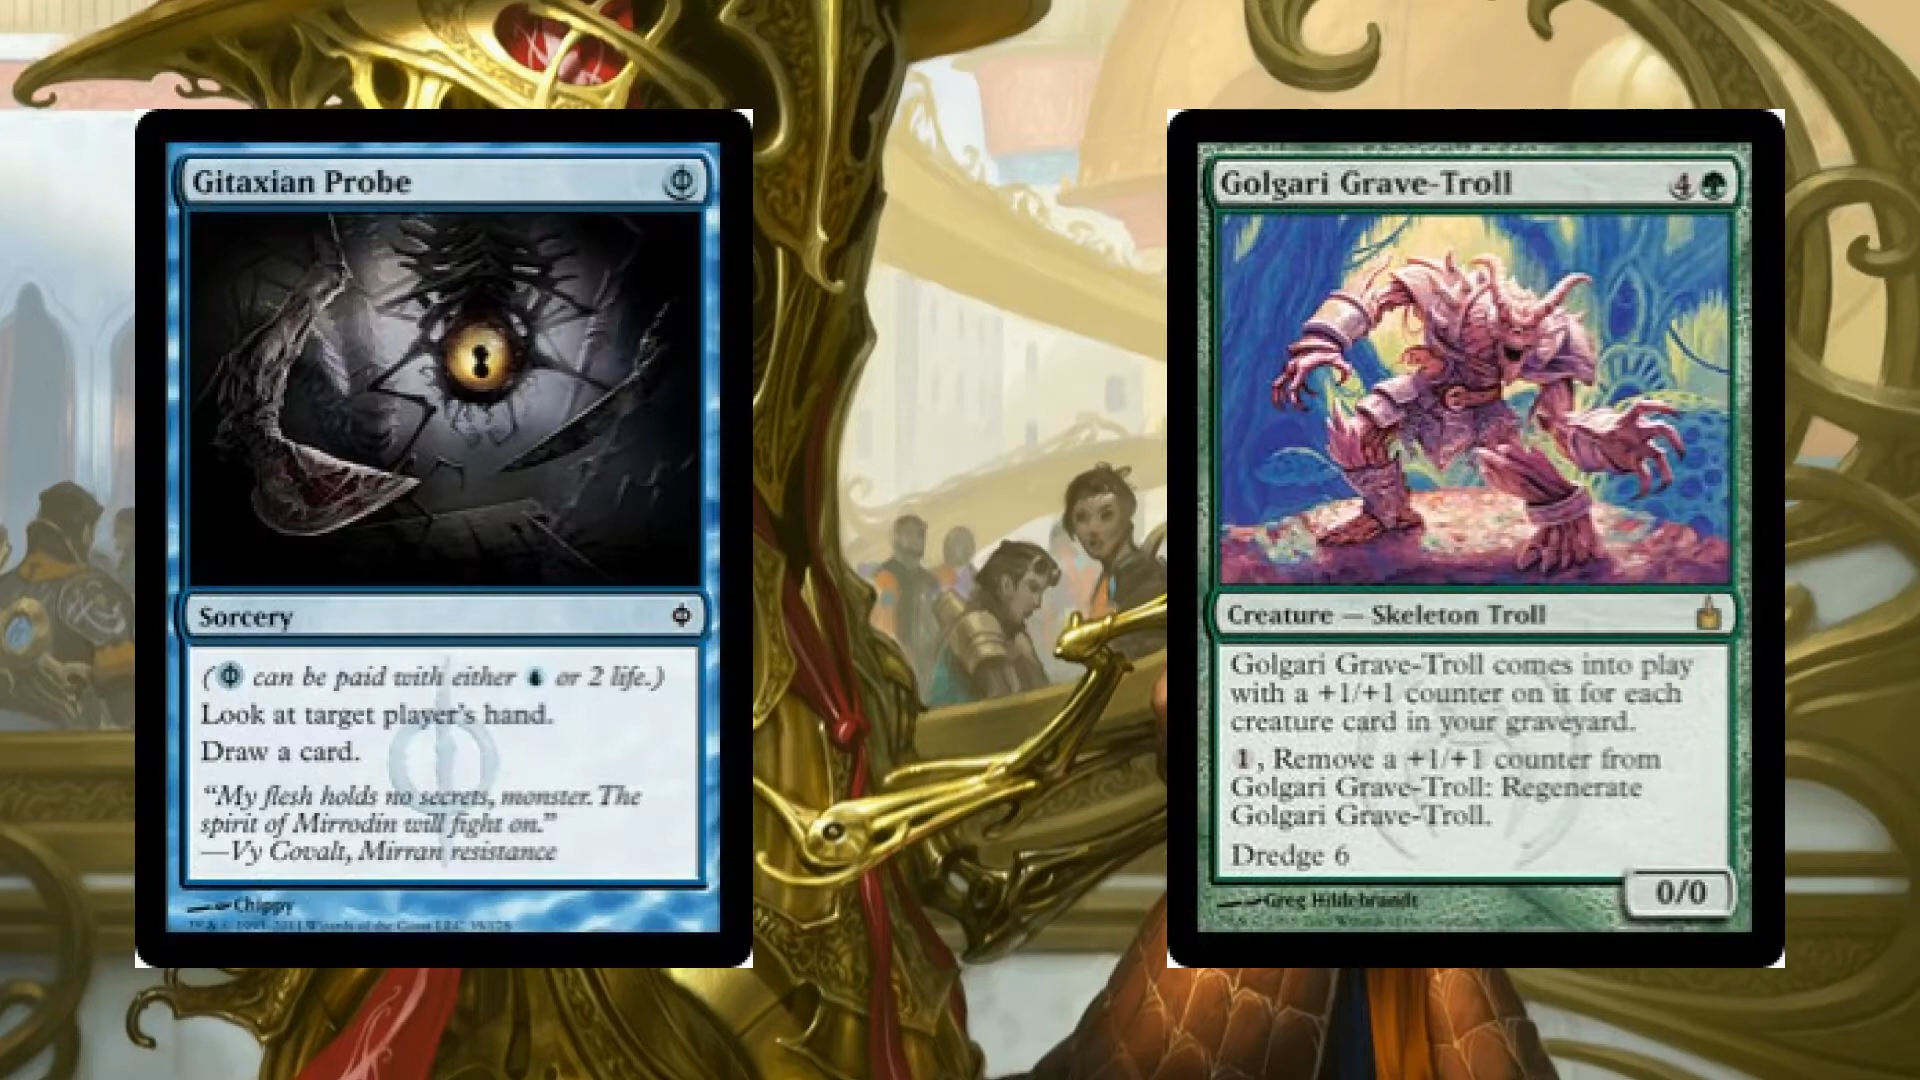 Gitaxian Probe
Sorcery
( can be paid with either or 2 life.)
Look at target player's hand.
Draw a card.
"My flesh holds no secrets, monster. The
spirit of Mirrodin will fight on."
—Vy Covalt, Mirran resistance
Chippy
Golgari Grave-Troll 4
Creature — Skeleton Troll
Golgari Grave-Troll comes into play
with a +1/+1 counter on it for each
creature card in your graveyard.
1, Remove a +1/+1 counter from
Golgari Grave-Troll: Regenerate
Golgari Grave-Troll.
Dredge 6
0/0
Greg Hildebrandt